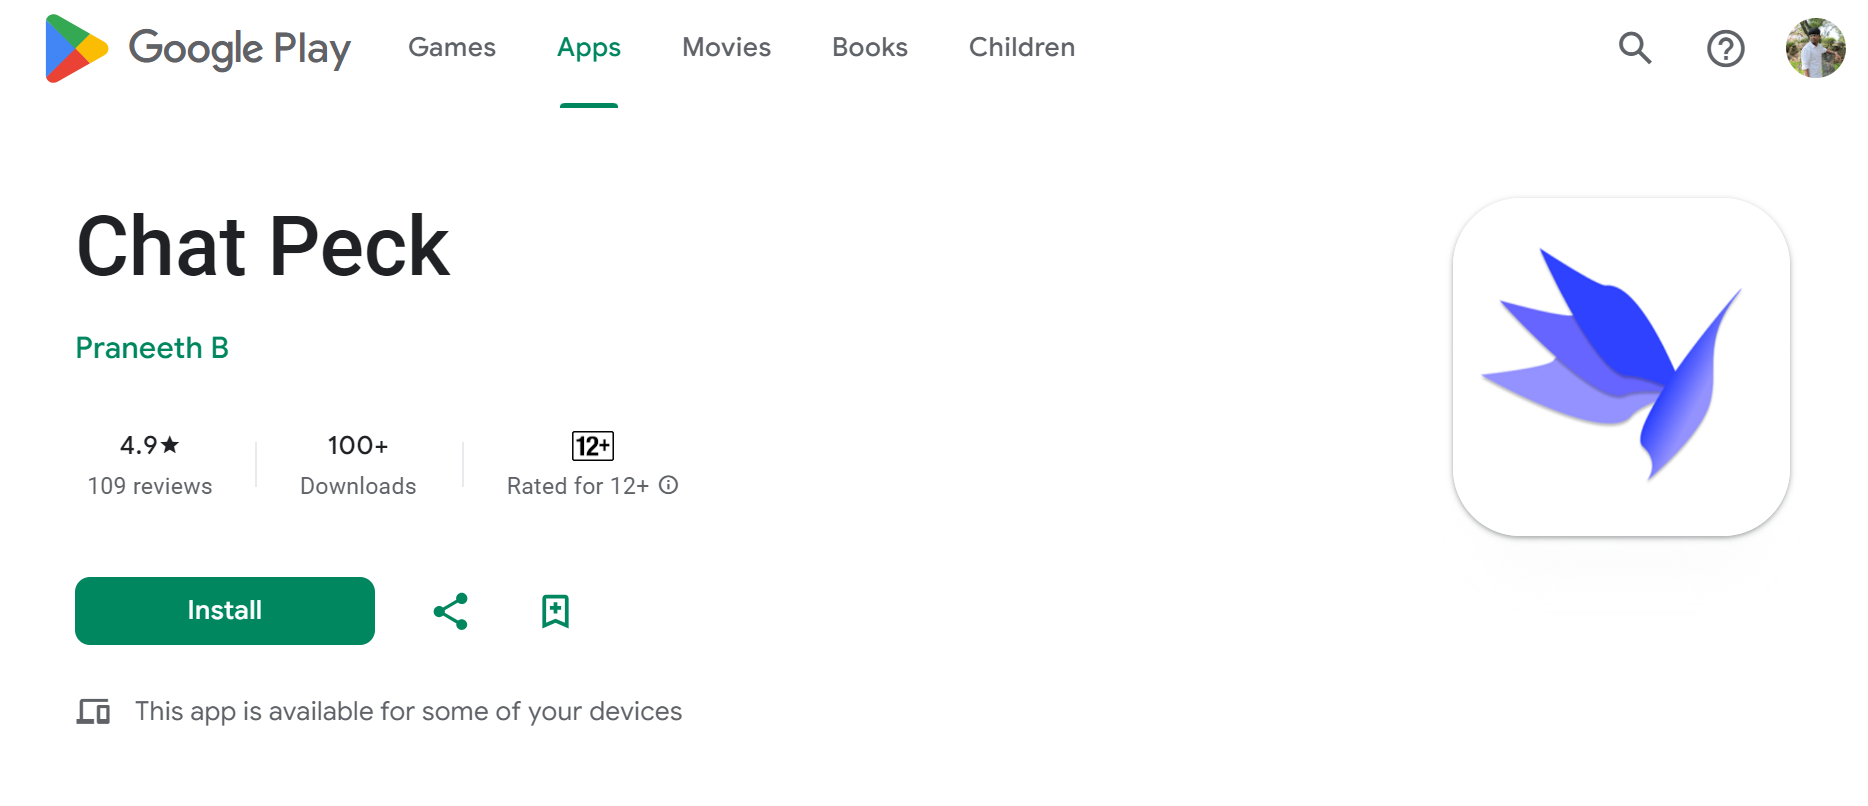 Google Play Games Apps Movies Books Children
Chat Peck
Praneeth B
4.9★ 100+ 12+
109 reviews Downloads Rated for 12+
Install
This app is available for some of your devices